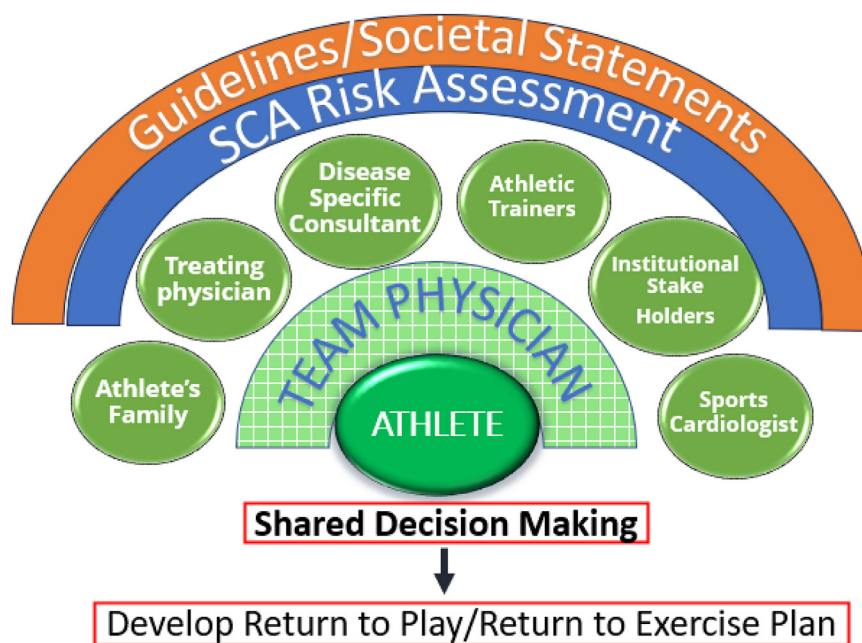 Guidelines/Societal Statements
SCA Risk Assessment
Disease
Specific
Consultant
Athletic
Trainers
Treating
physician
Institutional
Stake
Holders
TEAM PHYSICIAN
Athlete's
Family
ATHLETE
Sports
Cardiologist
Shared Decision Making
Develop Return to Play/Return to Exercise Plan